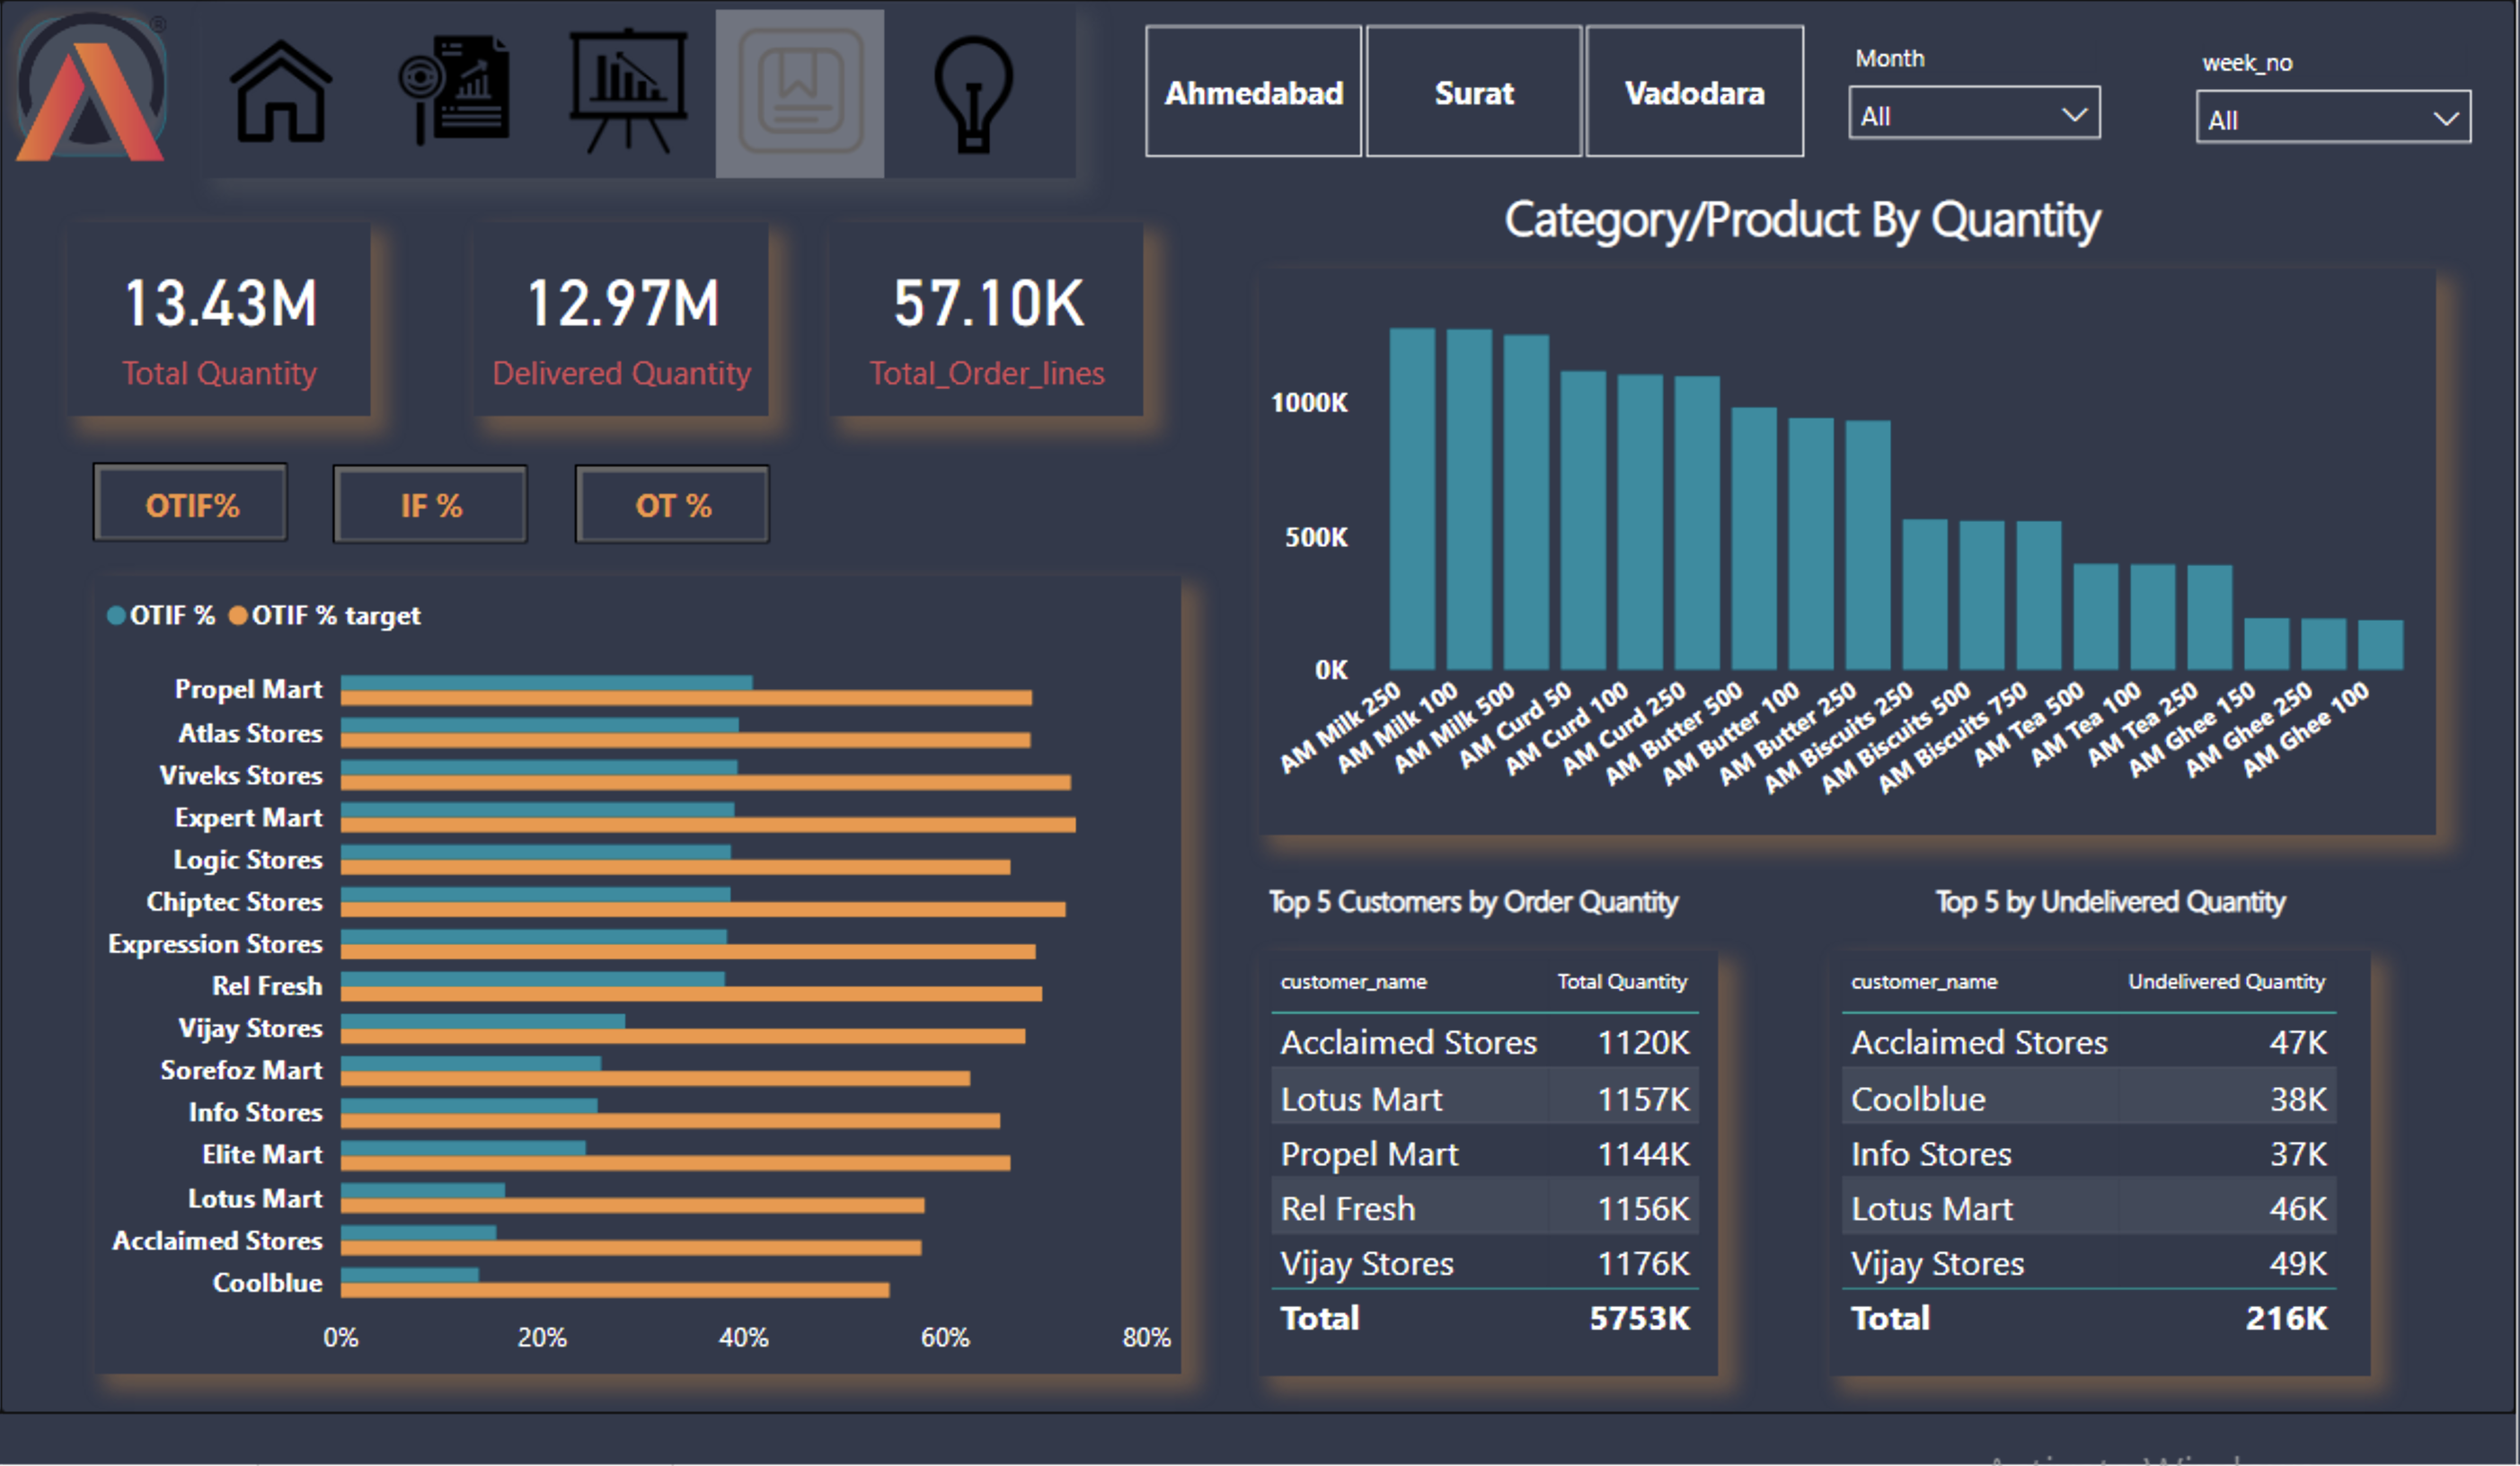 ®
Ahmedabad Surat Vadodara
Month
All
week_no
All
13.43M
Total Quantity
12.97M
Delivered Quantity
57.10K
Total_Order_lines
OTIF% IF % OT %
OTIF % OTIF % target
Propel Mart
Atlas Stores
Viveks Stores
Expert Mart
Logic Stores
Chiptec Stores
Expression Stores
Rel Fresh
Vijay Stores
Sorefoz Mart
Info Stores
Elite Mart
Lotus Mart
Acclaimed Stores
Coolblue
0% 20% 40% 60% 80%
Category/Product By Quantity
1000K
500K
0K
AM Milk 250
AM Milk 100
AM Milk 500
AM Curd 50
AM Curd 100
AM Curd 250
AM Butter 500
AM Butter 100
AM Butter 250
AM Biscuits 250
AM Biscuits 500
AM Biscuits 750
AM Tea 500
AM Tea 100
AM Tea 250
AM Ghee 150
AM Ghee 250
AM Ghee 100
Top 5 Customers by Order Quantity
customer_name Total Quantity
Acclaimed Stores 1120K
Lotus Mart 1157K
Propel Mart 1144K
Rel Fresh 1156K
Vijay Stores 1176K
Total 5753K
Top 5 by Undelivered Quantity
customer_name Undelivered Quantity
Acclaimed Stores 47K
Coolblue 38K
Info Stores 37K
Lotus Mart 46K
Vijay Stores 49K
Total 216K